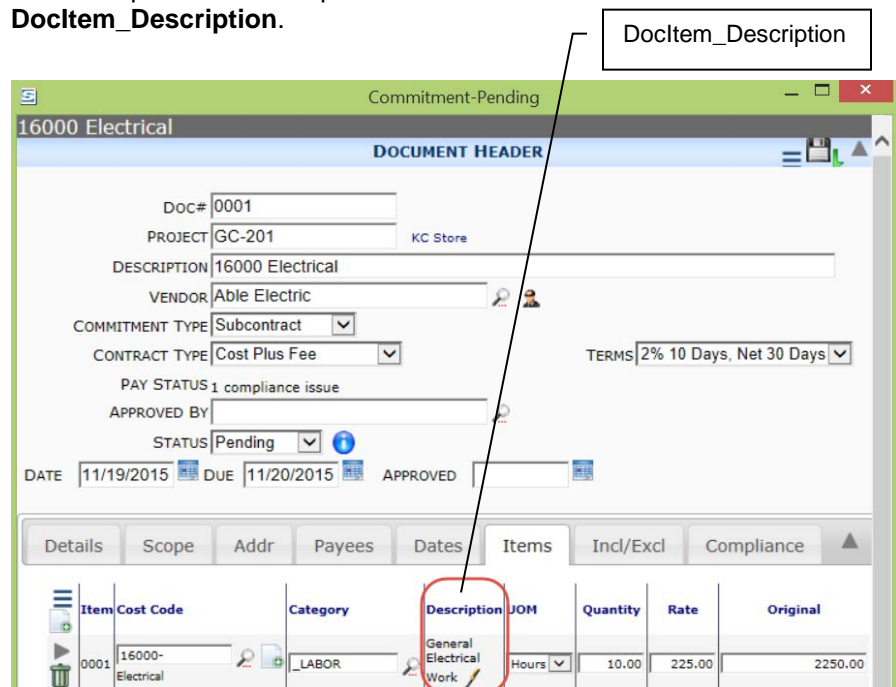 DocItem_Description.
DocItem_Description
Commitment-Pending
16000 Electrical
DOCUMENT HEADER
DOC# 0001
PROJECT GC-201 KC Store
DESCRIPTION 16000 Electrical
VENDOR Able Electric
COMMITMENT TYPE Subcontract
CONTRACT TYPE Cost Plus Fee TERMS 2% 10 Days, Net 30 Days
PAY STATUS 1 compliance issue
APPROVED BY
STATUS Pending
DATE 11/19/2015 DUE 11/20/2015 APPROVED
Details Scope Addr Payees Dates Items Incl/Excl Compliance
Item Cost Code Category Description UOM Quantity Rate Original
0001 16000-
Electrical
_LABOR
General
Electrical
Work
Hours 10.00 225.00 2250.00